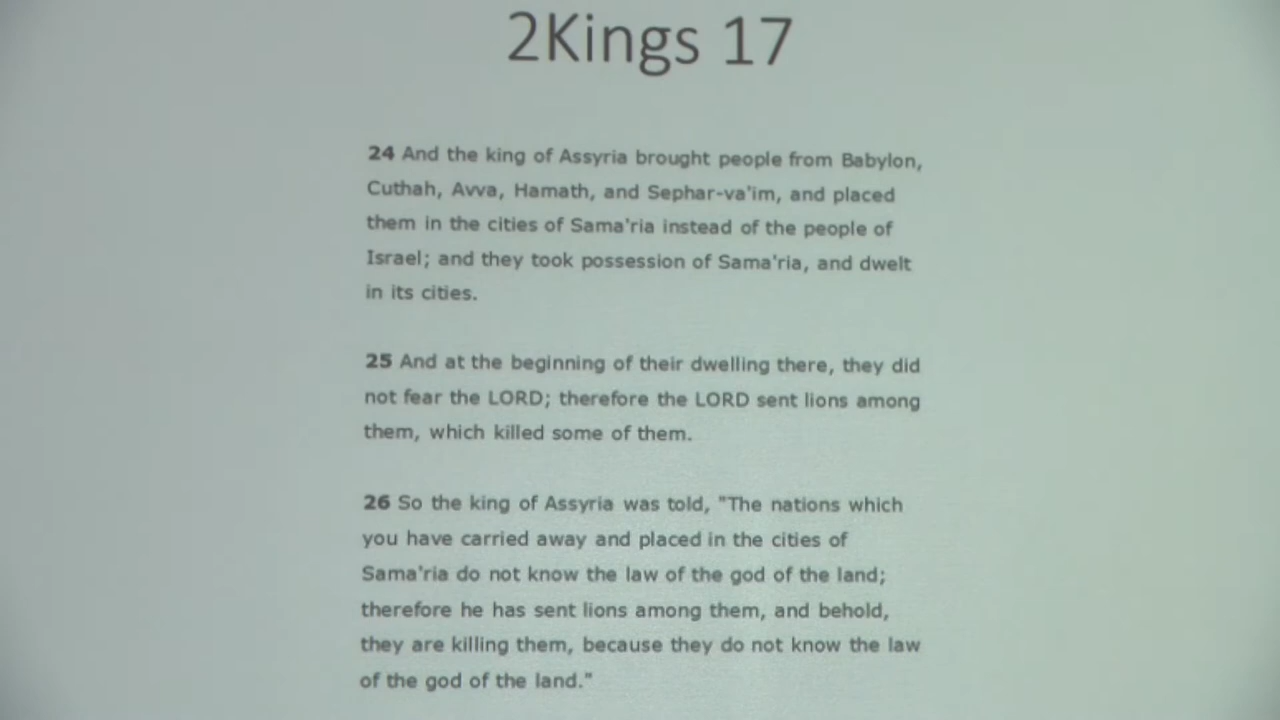 2Kings 17
24 And the king of Assyria brought people from Babylon,
Cuthah, Avva, Hamath, and Sephar-va'im, and placed
them in the cities of Sama'ria instead of the people of
Israel; and they took possession of Sama'ria, and dwelt
in its cities.
25 And at the beginning of their dwelling there, they did
not fear the LORD; therefore the LORD sent lions among
them, which killed some of them.
26 So the king of Assyria was told, "The nations which
you have carried away and placed in the cities of
Sama'ria do not know the law of the god of the land;
therefore he has sent lions among them, and behold,
they are killing them, because they do not know the law
of the god of the land."